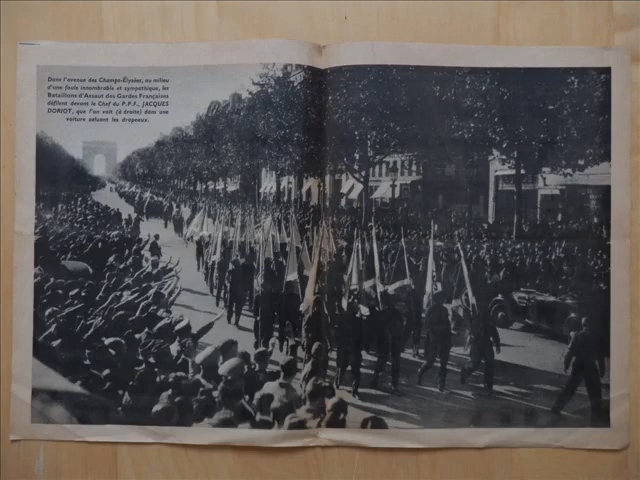 Dans l'avenue des Champs-Élysées, au milieu
d'une foule innombrable et sympathique, les
Bataillons d'Assaut des Gardes Françaises
défilent devant le Chef du P.P.F., JACQUES
DORIOT, que l'on voit (à droite) dans une
voiture saluant les drapeaux.